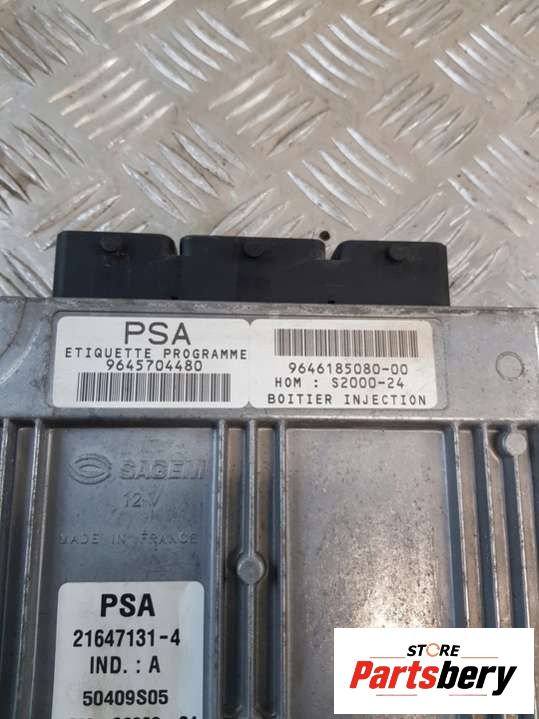 PSA
ETIQUETTE PROGRAMME
9645704480
9646185080-00
HOM : S2000-24
BOITIER INJECTION
SAGEM
12 V
MADE IN FRANCE
PSA
21647131-4
IND. : A
50409S05
STORE
Partsbery